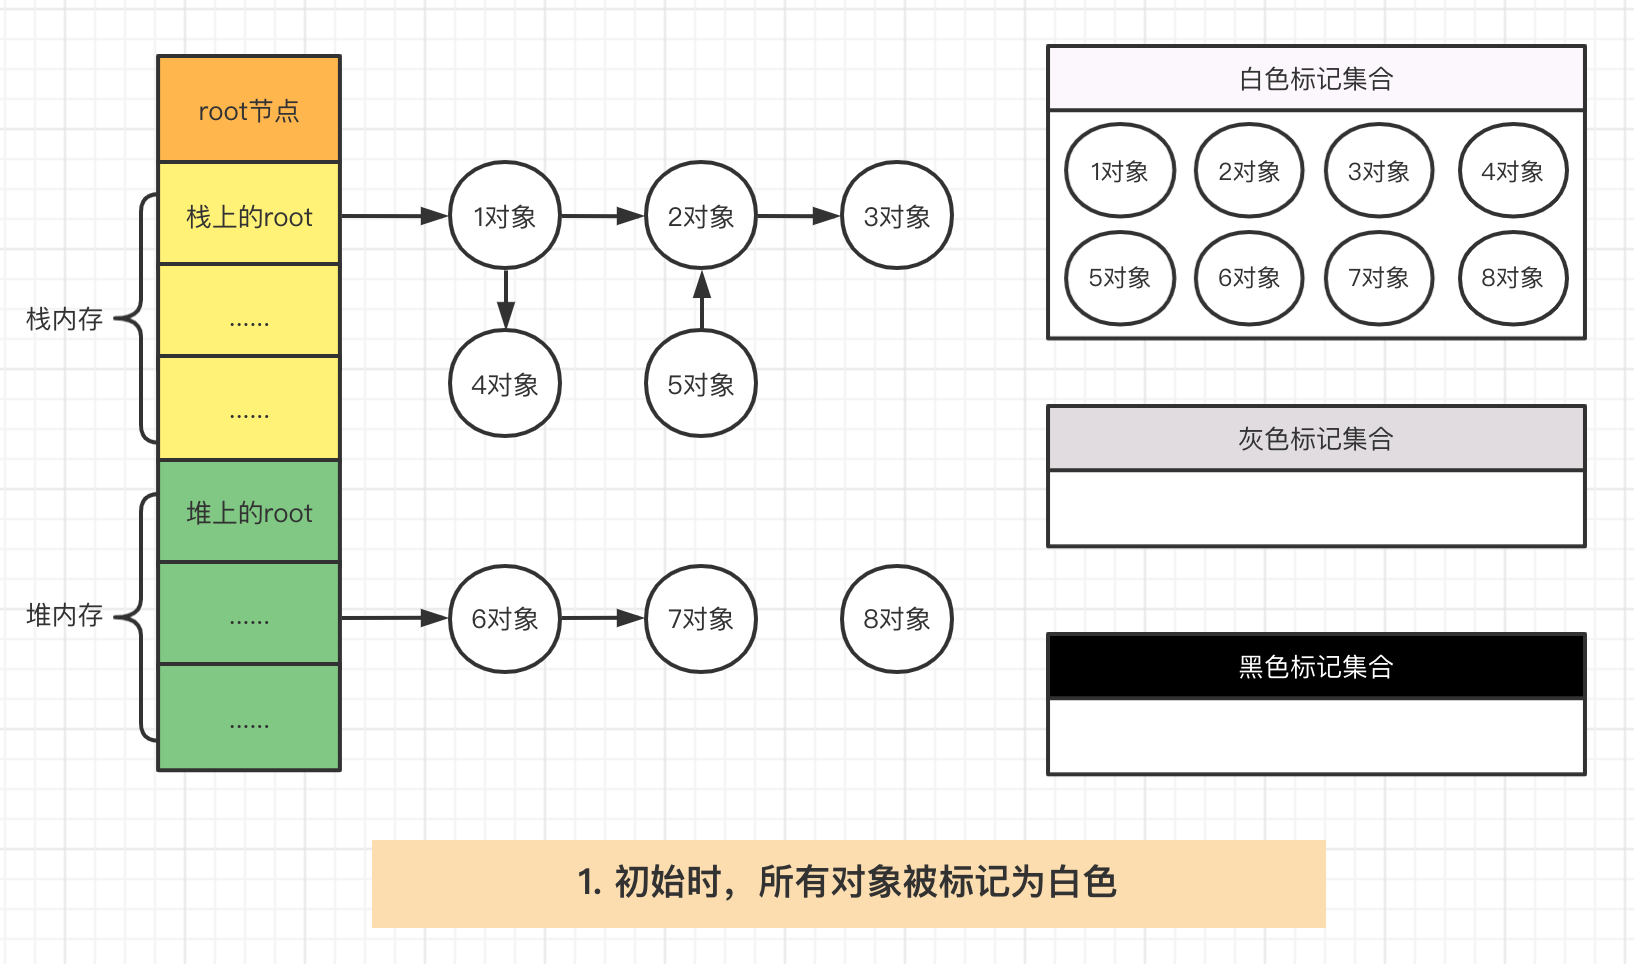 root节点
栈上的root
......
......
堆上的root
......
......
栈内存
堆内存
1对象
2对象
3对象
4对象
5对象
6对象
7对象
8对象
白色标记集合
1对象
2对象
3对象
4对象
5对象
6对象
7对象
8对象
灰色标记集合
黑色标记集合
1. 初始时，所有对象被标记为白色